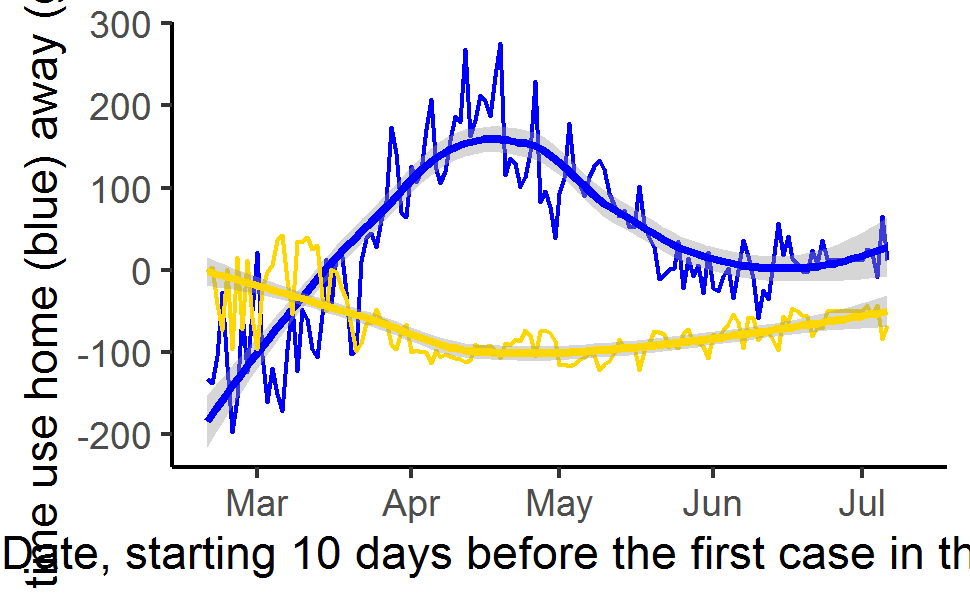 time use home (blue) away (
300
200
100
0
-100
-200
Mar Apr May Jun Jul
Date, starting 10 days before the first case in th